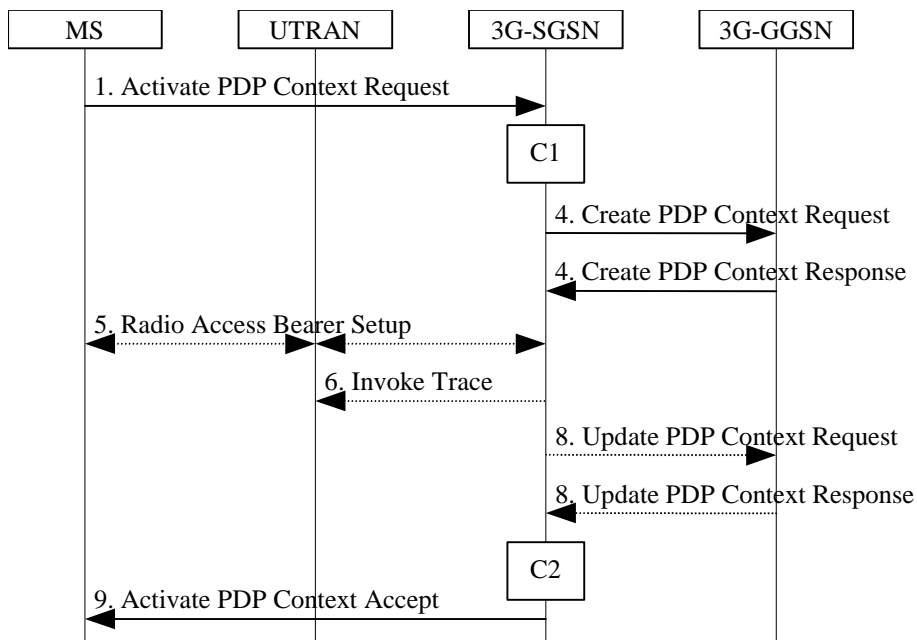 MS
UTRAN
3G-SGSN
3G-GGSN
1. Activate PDP Context Request
C1
4. Create PDP Context Request
4. Create PDP Context Response
5. Radio Access Bearer Setup
6. Invoke Trace
8. Update PDP Context Request
8. Update PDP Context Response
C2
9. Activate PDP Context Accept